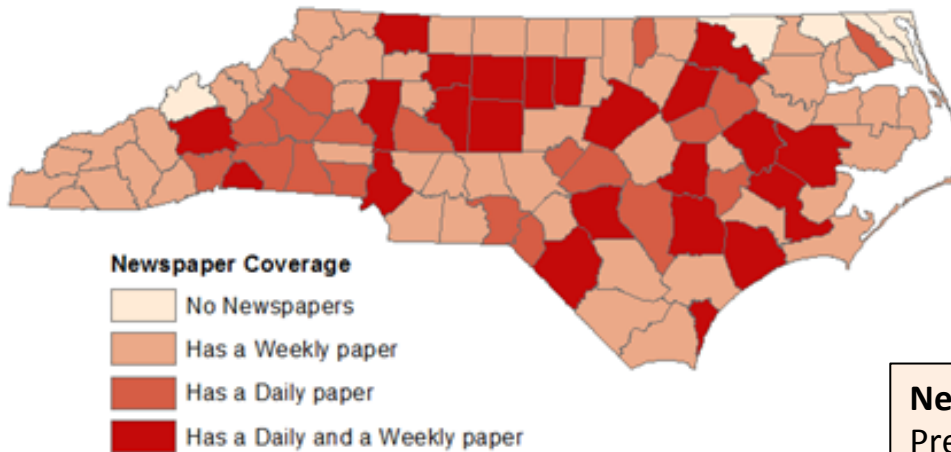 Newspaper Coverage
No Newspapers
Has a Weekly paper
Has a Daily paper
Has a Daily and a Weekly paper
Ne
Pre